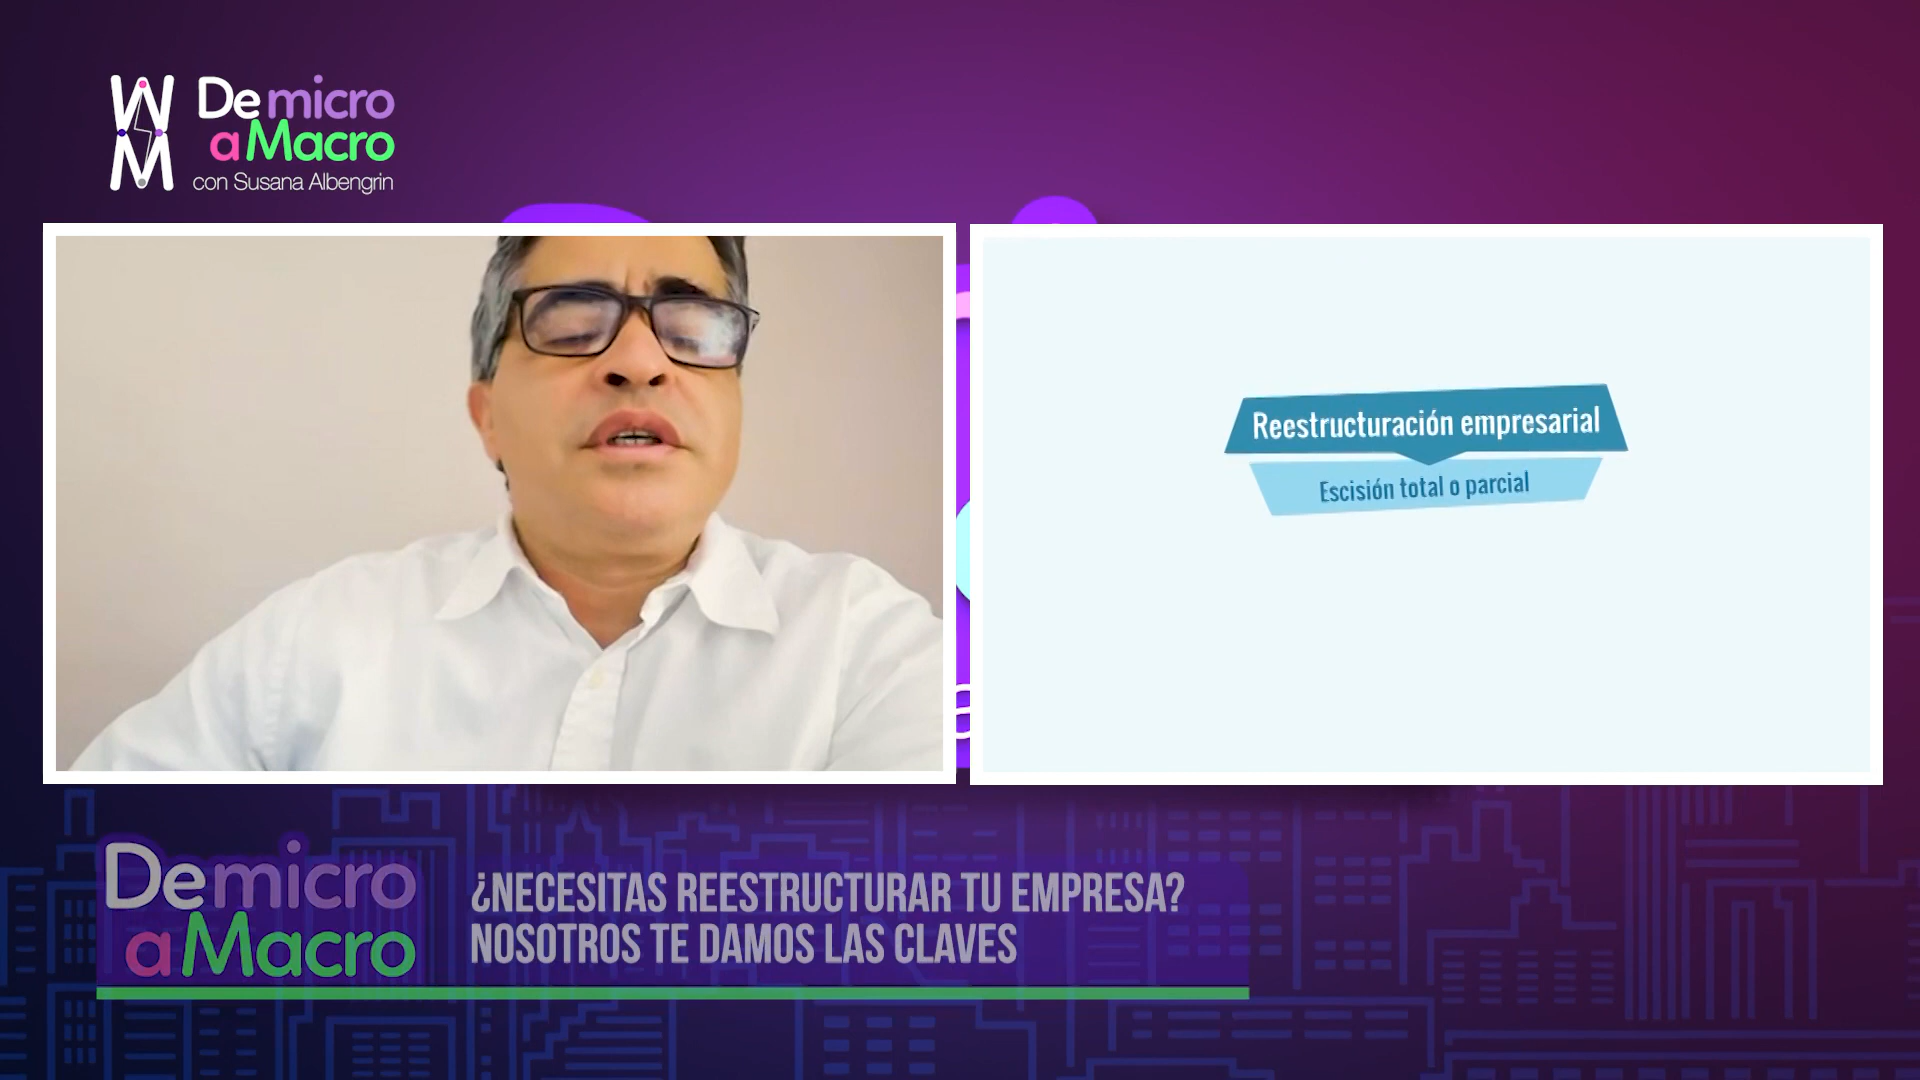 WM
De micro
a Macro
con Susana Albengrin
Reestructuración empresarial
Escisión total o parcial
De micro
a Macro
¿NECESITAS REESTRUCTURAR TU EMPRESA?
NOSOTROS TE DAMOS LAS CLAVES